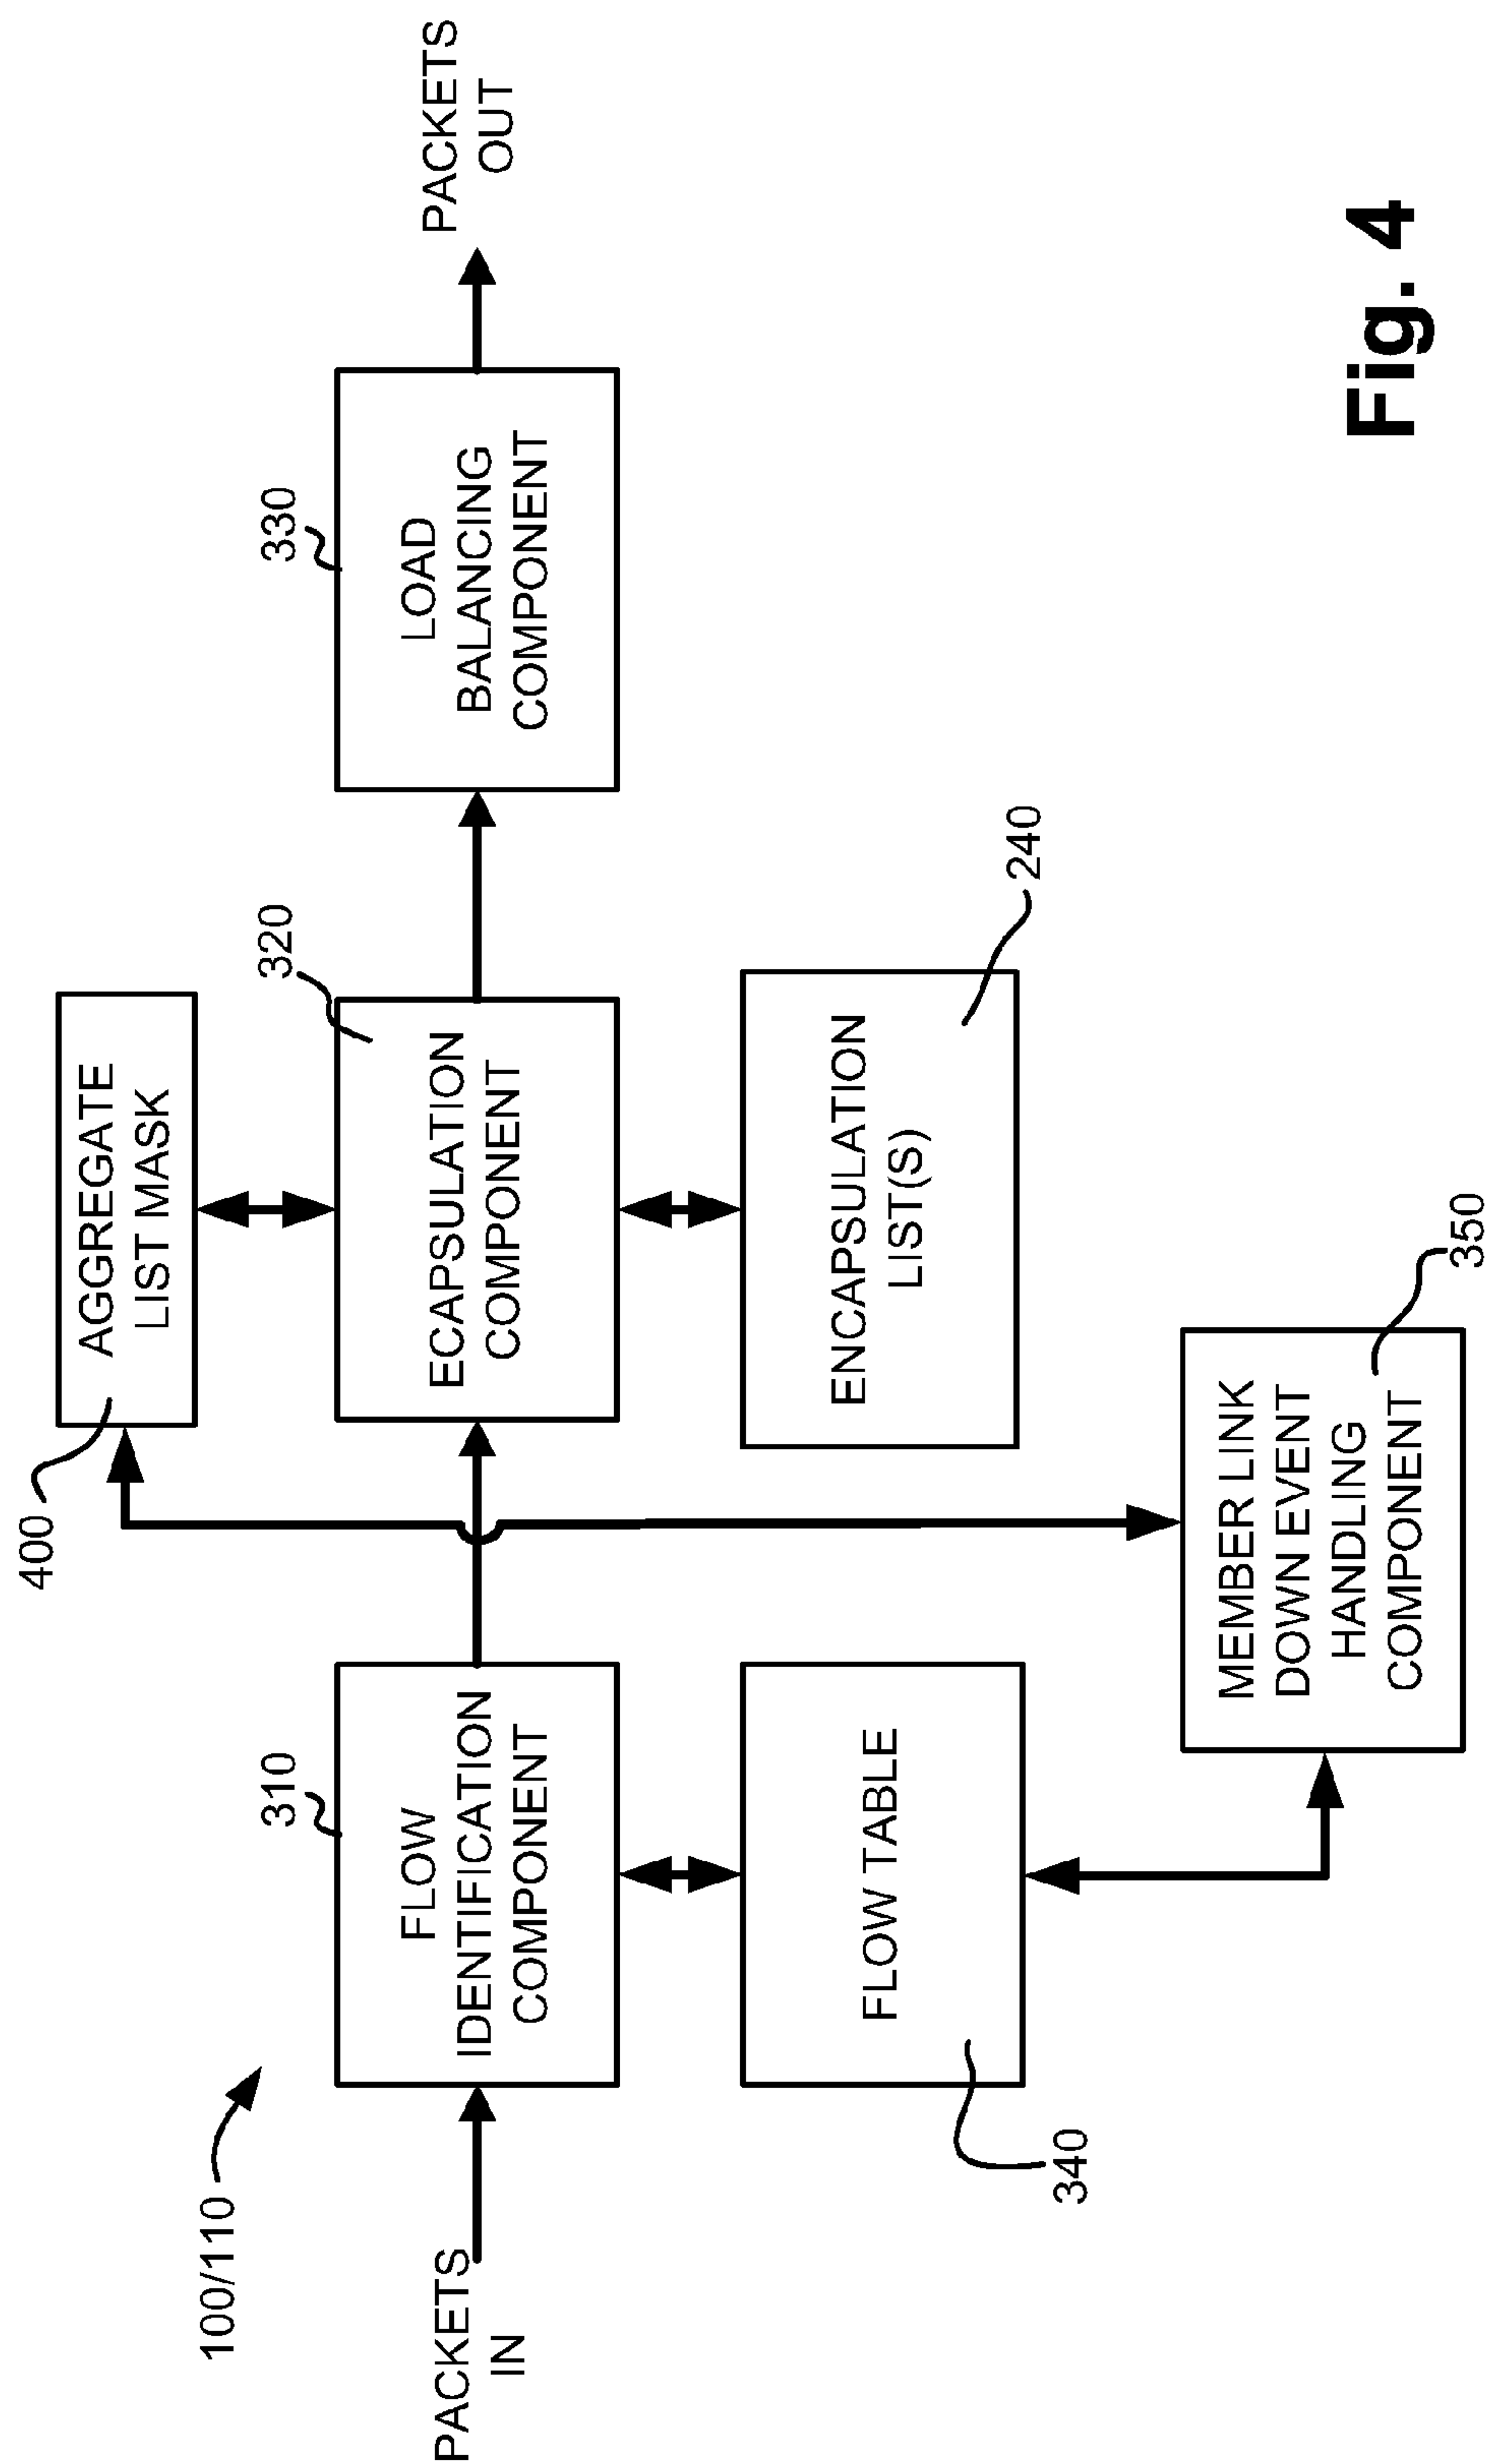 100/110
400
AGGREGATE
LIST MASK
310
320
330
PACKETS
IN
FLOW
IDENTIFICATION
COMPONENT
ECAPSULATION
COMPONENT
LOAD
BALANCING
COMPONENT
PACKETS
OUT
FLOW TABLE
ENCAPSULATION
LIST(S)
240
340
MEMBER LINK
DOWN EVENT
HANDLING
COMPONENT
350
Fig. 4